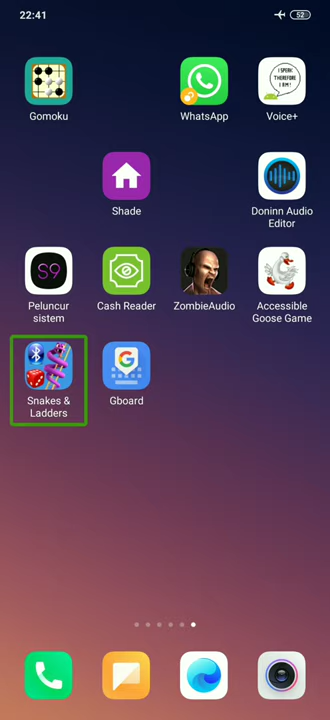 22:41
52
Gomoku
WhatsApp
I SPEAK
THEREFORE
I BIM!
Voice+
Shade
Doninn Audio
Editor
S9
Peluncur
sistem
Cash Reader
ZombieAudio
Accessible
Goose Game
Snakes &
Ladders
G
Gboard